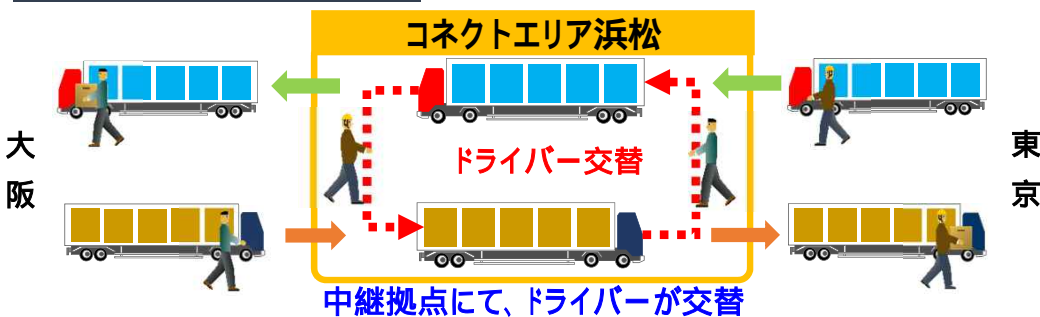 コネクトエリア浜松
大阪
ドライバー交替
東京
中継拠点にて、ドライバーが交替